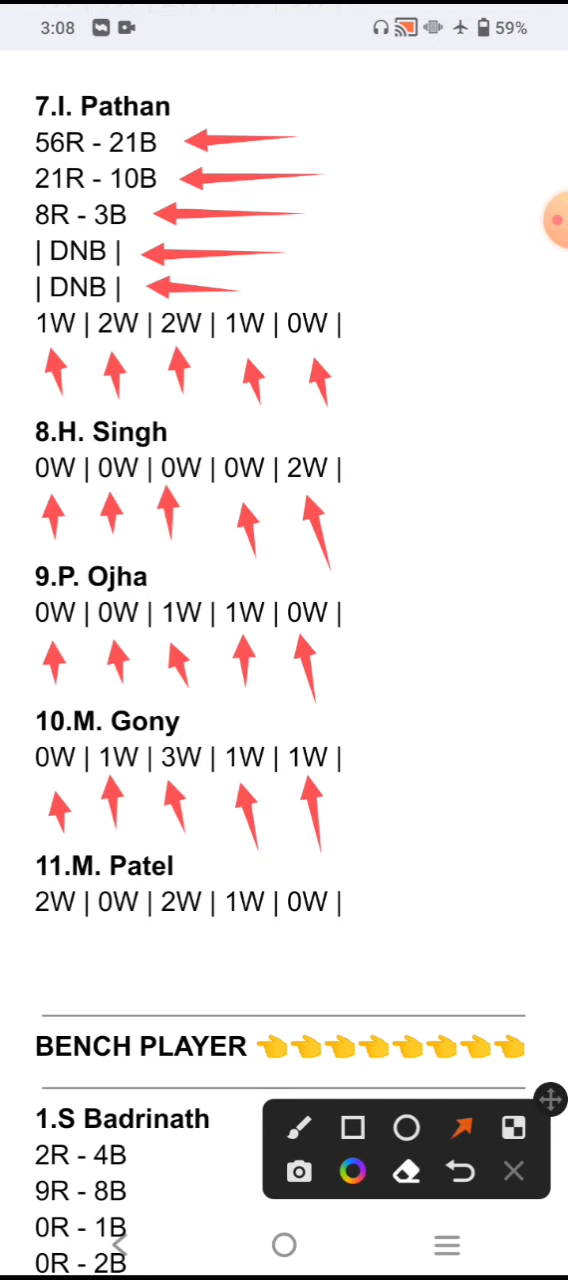 3:08
59%
7.I. Pathan
56R - 21B
21R - 10B
8R - 3B
| DNB |
| DNB |
1W | 2W | 2W | 1W | 0W |
8.H. Singh
0W | 0W | 0W | 0W | 2W |
9.P. Ojha
0W | 0W | 1W | 1W | 0W |
10.M. Gony
0W | 1W | 3W | 1W | 1W |
11.M. Patel
2W | 0W | 2W | 1W | 0W |
BENCH PLAYER 👈👈👈👈👈👈👈👈
1.S Badrinath
2R - 4B
9R - 8B
0R - 1B
0R - 2B